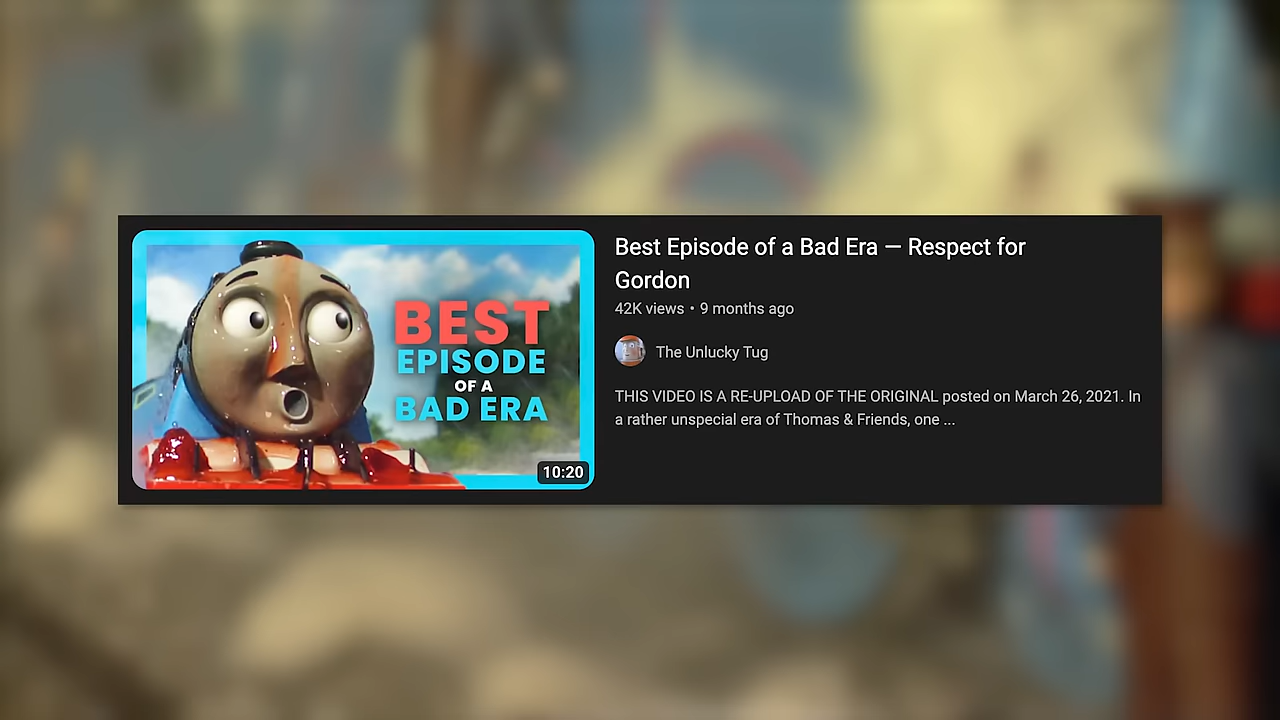 BEST
EPISODE
OF A
BAD ERA
10:20
Best Episode of a Bad Era — Respect for
Gordon
42K views • 9 months ago
The Unlucky Tug
THIS VIDEO IS A RE-UPLOAD OF THE ORIGINAL posted on March 26, 2021. In
a rather unspecial era of Thomas & Friends, one ...